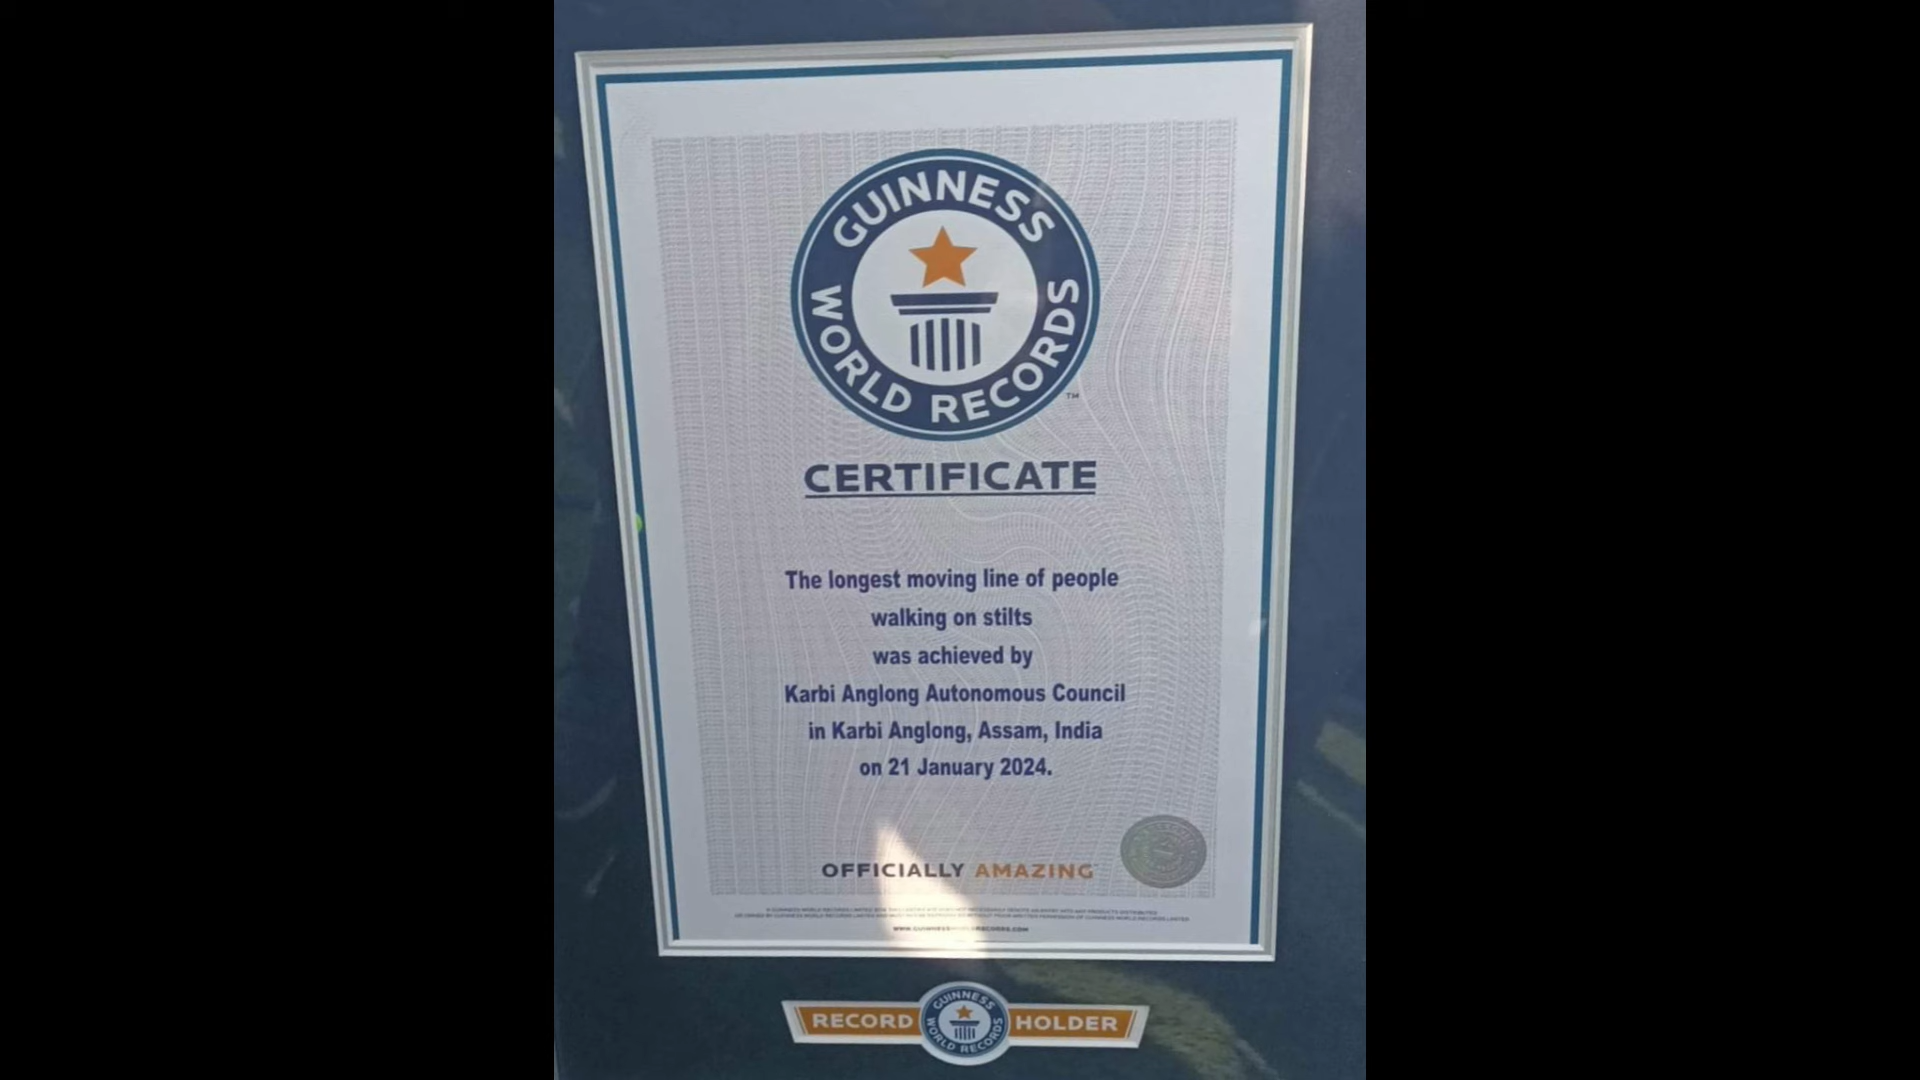 GUINNESS
WORLD RECORDS
TM
CERTIFICATE
The longest moving line of people
walking on stilts
was achieved by
Karbi Anglong Autonomous Council
in Karbi Anglong, Assam, India
on 21 January 2024.
OFFICIALLY AMAZING
RECORD
GUINNESS
WORLD RECORDS
HOLDER